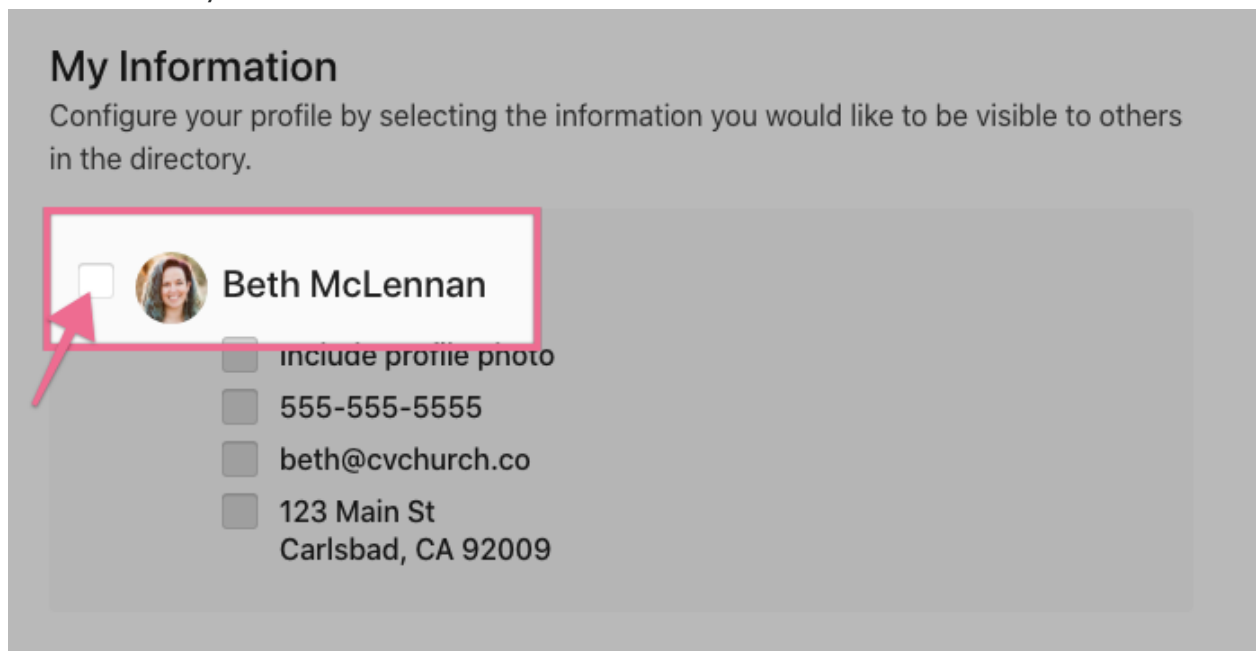 My Information
Configure your profile by selecting the information you would like to be visible to others
in the directory.
Beth McLennan
Include profile photo
555-555-5555
beth@cvchurch.co
123 Main St
Carlsbad, CA 92009